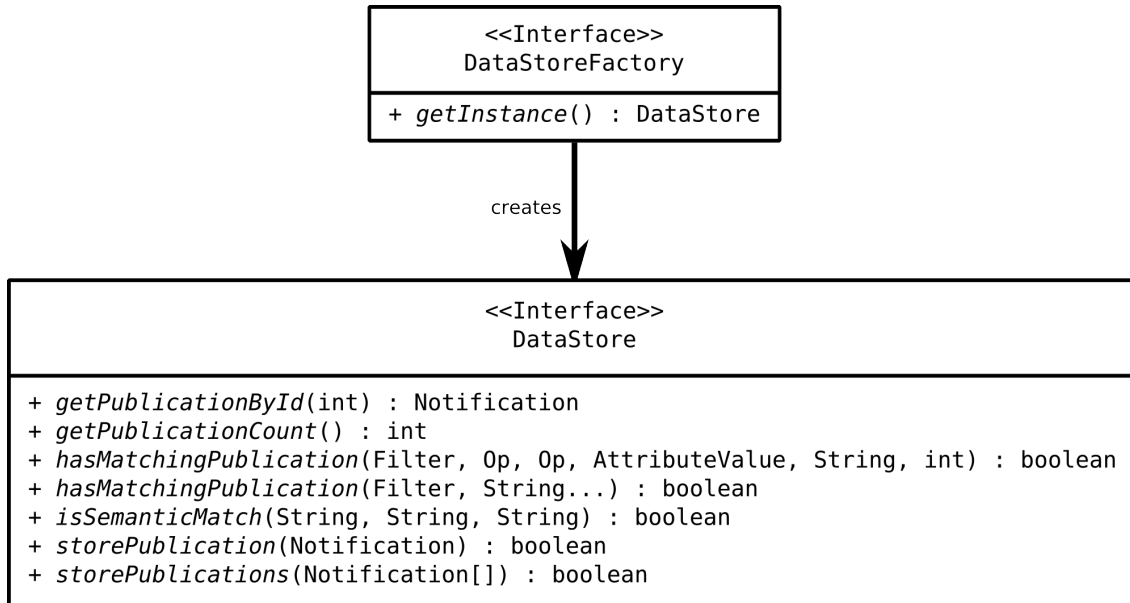 <<Interface>>
DataStoreFactory
+ getInstance() : DataStore
creates
<<Interface>>
DataStore
+ getPublicationById(int) : Notification
+ getPublicationCount() : int
+ hasMatchingPublication(Filter, Op, Op, AttributeValue, String, int) : boolean
+ hasMatchingPublication(Filter, String...) : boolean
+ isSemanticMatch(String, String, String) : boolean
+ storePublication(Notification) : boolean
+ storePublications(Notification[]) : boolean